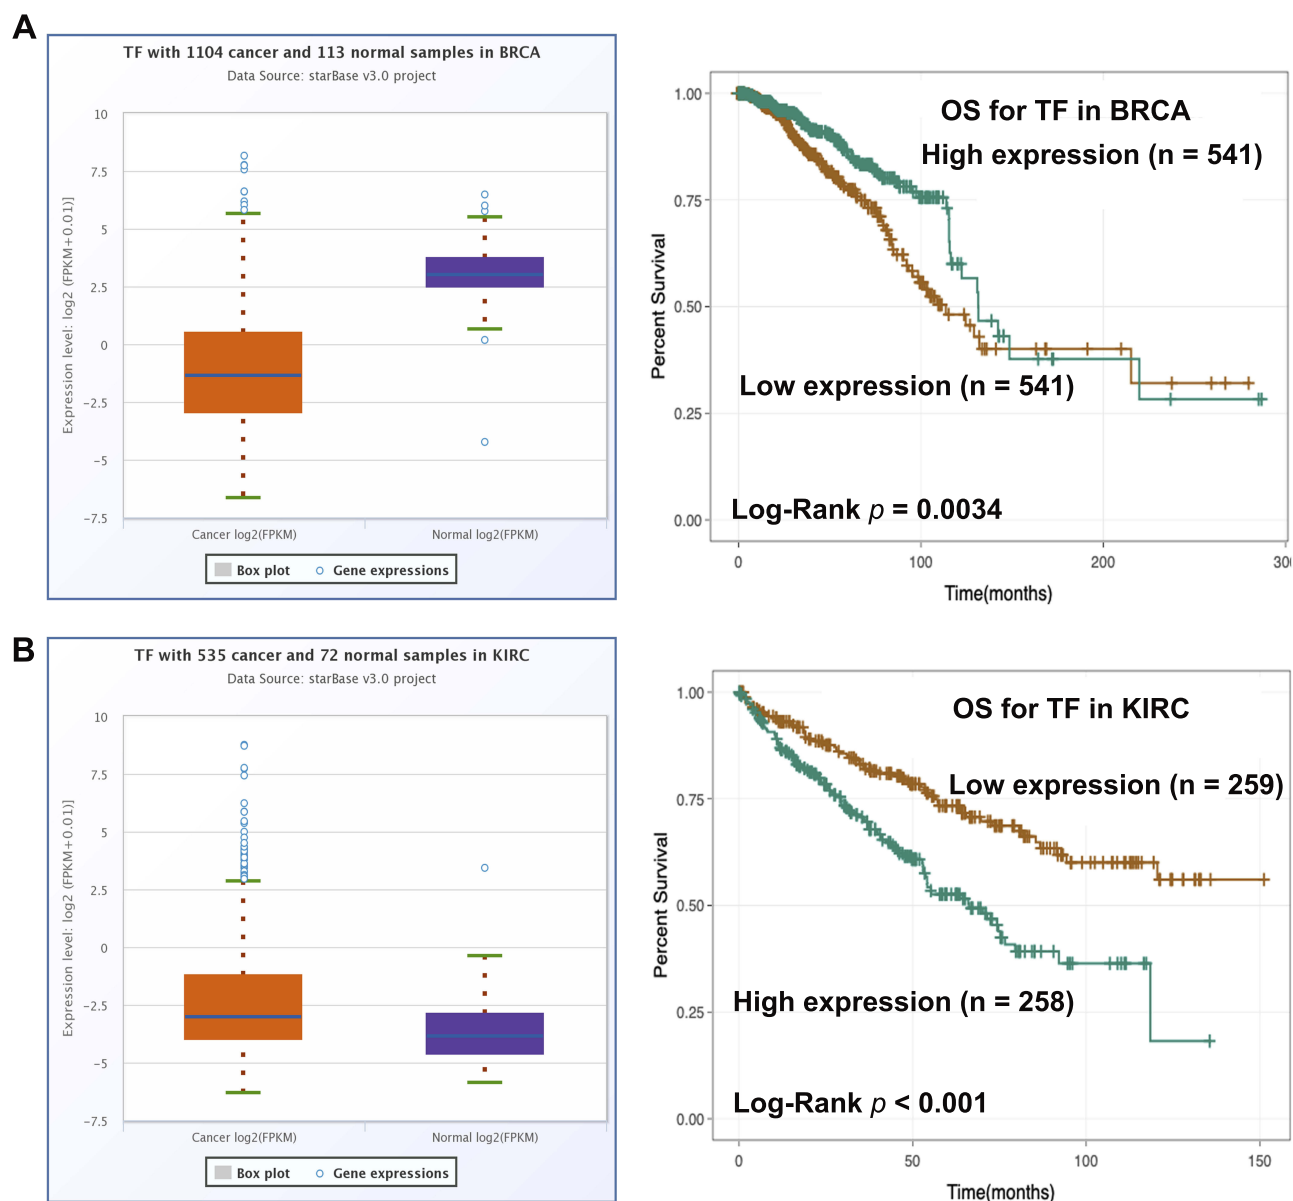 A
TF with 1104 cancer and 113 normal samples in BRCA
Data Source: starBase v3.0 project
Expression level: log2 (FPKM+0.01)]
10
7.5
5
2.5
0
−2.5
−5
−7.5
Cancer log2(FPKM)
Normal log2(FPKM)
Box plot
Gene expressions
OS for TF in BRCA
High expression (n = 541)
Low expression (n = 541)
Log-Rank p = 0.0034
Percent Survival
1.00
0.75
0.50
0.25
0.00
0
100
200
30
Time(months)
B
TF with 535 cancer and 72 normal samples in KIRC
Data Source: starBase v3.0 project
Expression level: log2 (FPKM+0.01)]
10
7.5
5
2.5
0
−2.5
−5
−7.5
Cancer log2(FPKM)
Normal log2(FPKM)
Box plot
Gene expressions
OS for TF in KIRC
Low expression (n = 259)
High expression (n = 258)
Log-Rank p < 0.001
Percent Survival
1.00
0.75
0.50
0.25
0.00
0
50
100
150
Time(months)